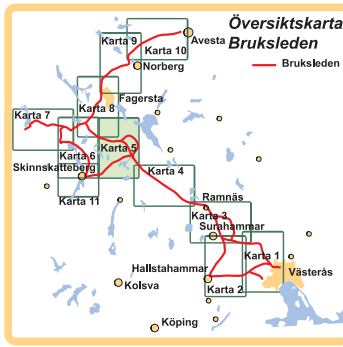 Översiktskarta
Bruksleden
Bruksleden
Karta 9
Karta 10
Avesta
Norberg
Fagersta
Karta 7
Karta 8
Karta 6
Karta 5
Skinnskatteberg
Karta 4
Karta 11
Ramnäs
Karta 3
Surahammar
Karta 1
Hallstahammar
Västerås
Karta 2
Kolsva
Köping